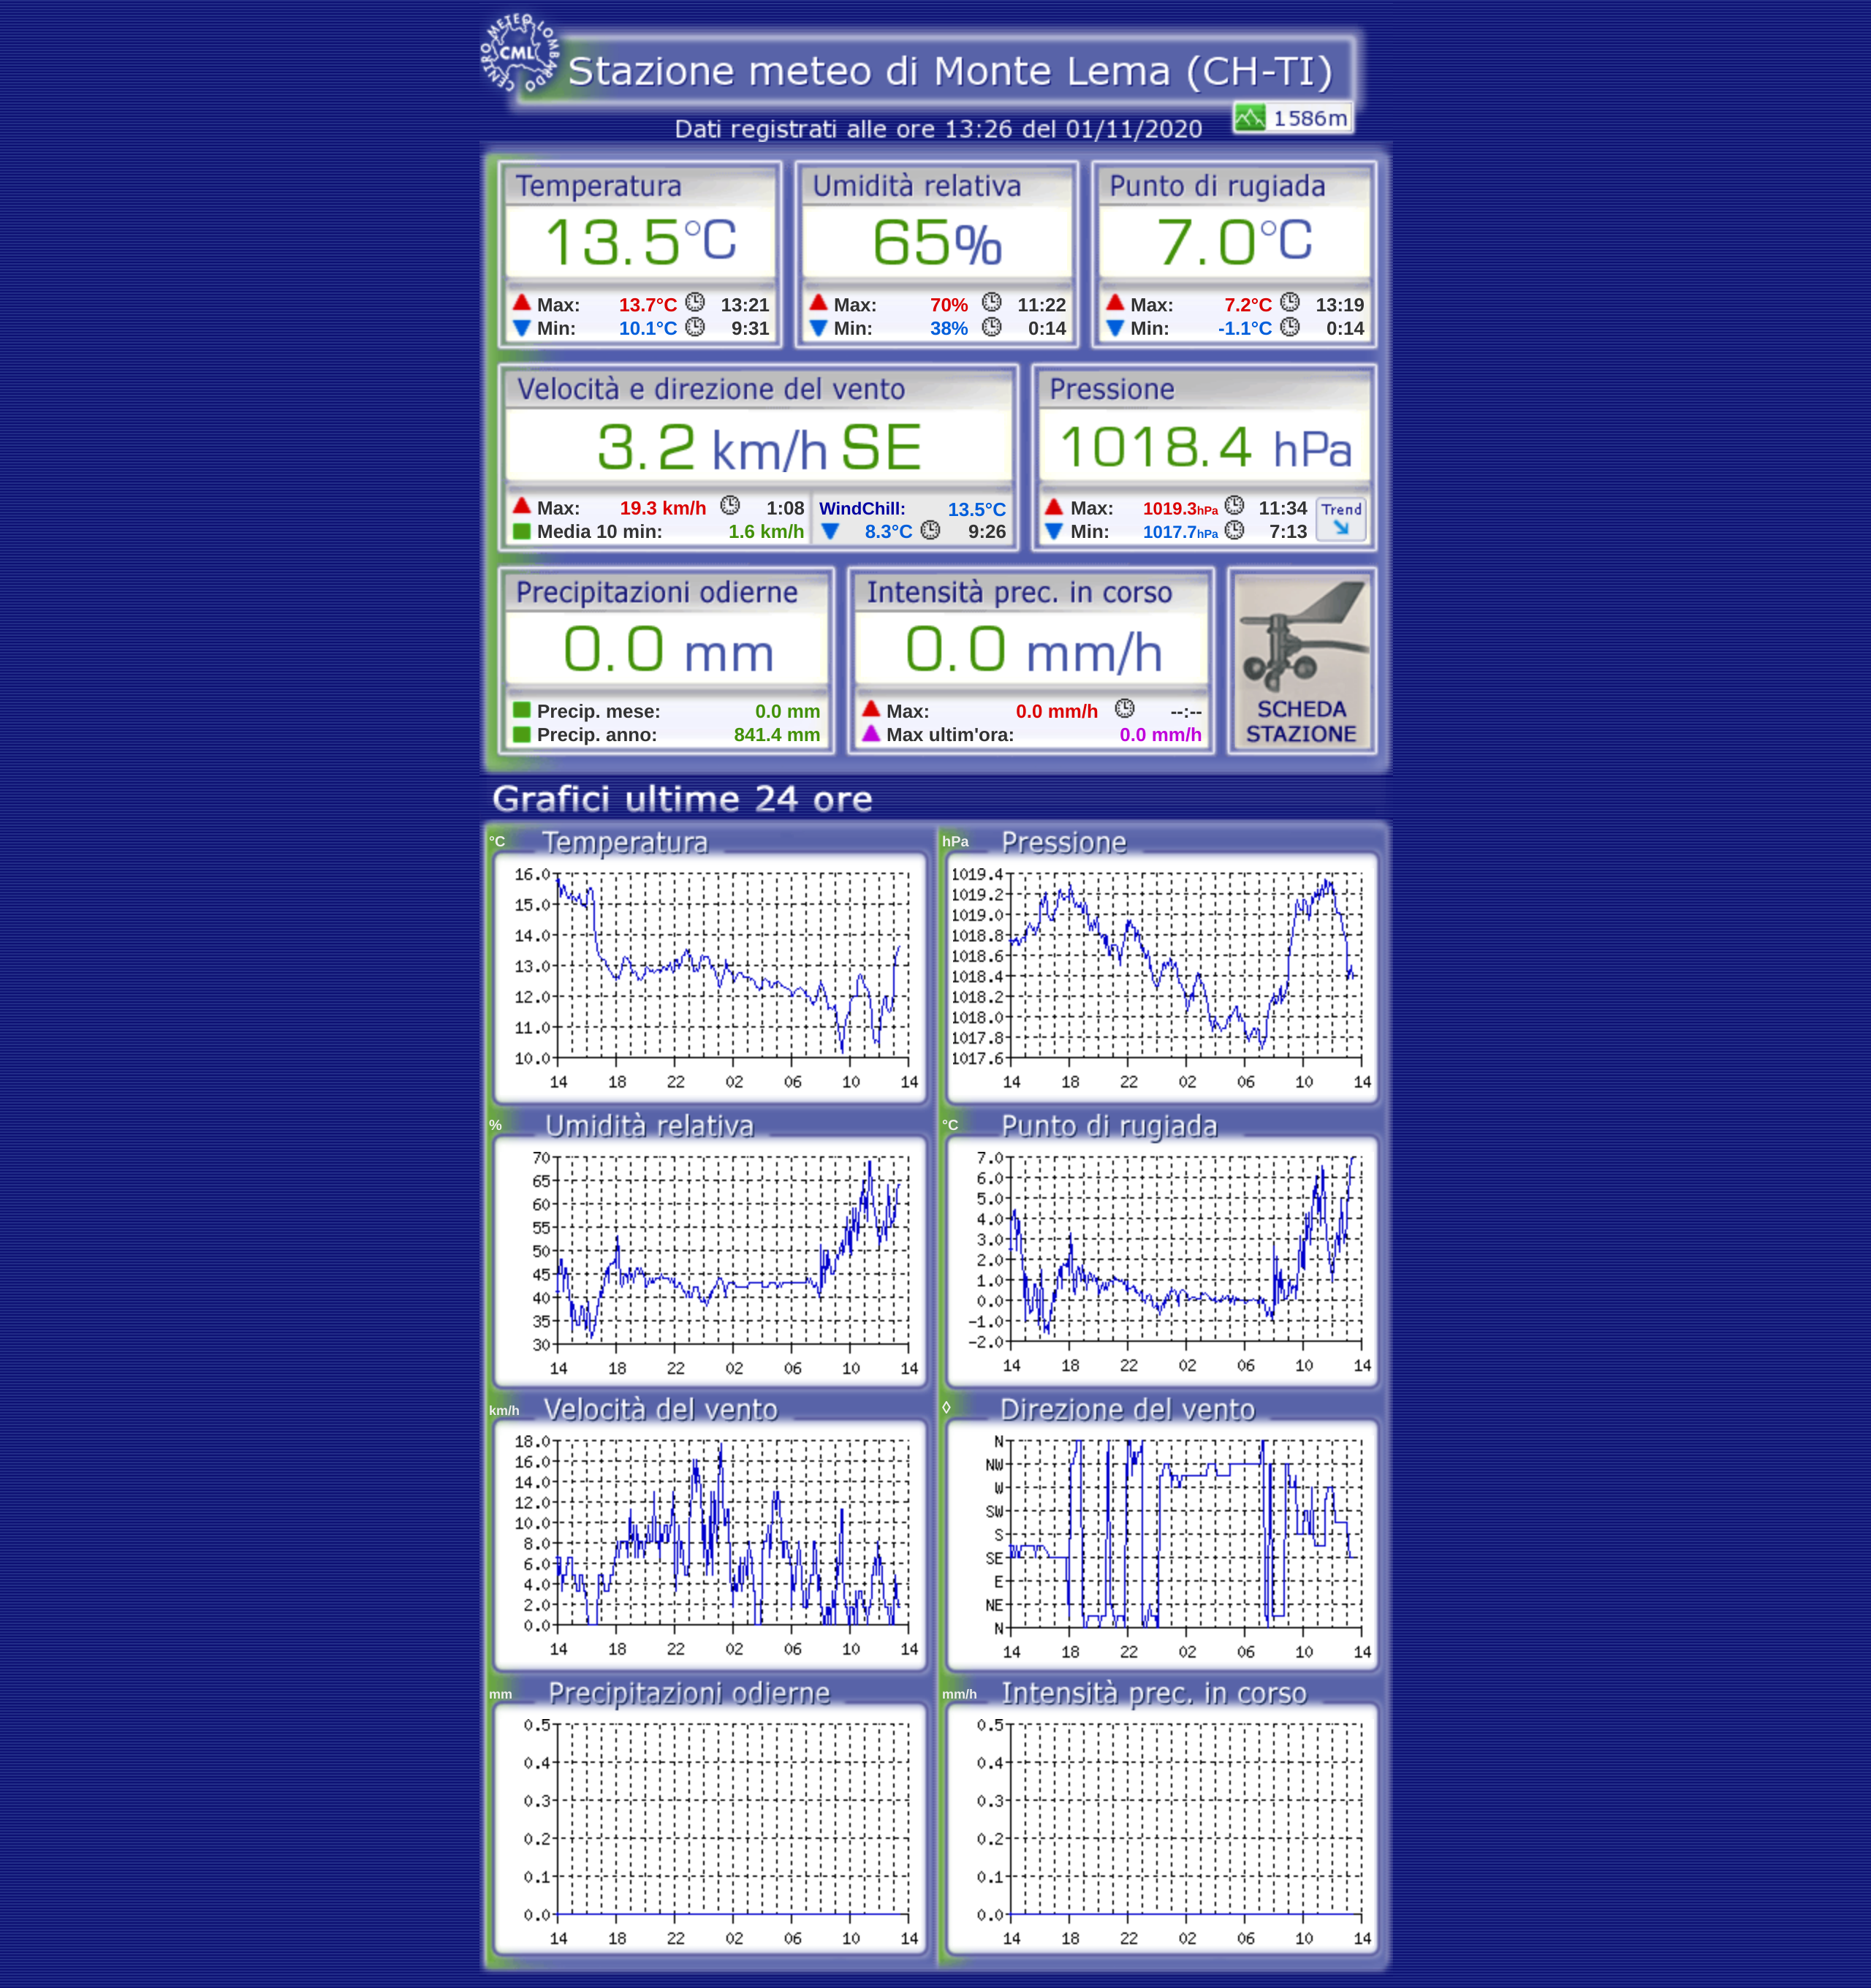 CENTRO METEO LOMBARDO
CML
Stazione meteo di Monte Lema (CH-TI)
1586m
Dati registrati alle ore 13:26 del 01/11/2020
Temperatura
13.5°C
Max: 13.7°C 13:21
Min: 10.1°C 9:31
Umidità relativa
65%
Max: 70% 11:22
Min: 38% 0:14
Punto di rugiada
7.0°C
Max: 7.2°C 13:19
Min: -1.1°C 0:14
Velocità e direzione del vento
3.2 km/h SE
Max: 19.3 km/h 1:08
Media 10 min: 1.6 km/h
WindChill: 13.5°C
8.3°C 9:26
Pressione
1018.4 hPa
Max: 1019.3hPa 11:34
Min: 1017.7hPa 7:13
Trend
Precipitazioni odierne
0.0 mm
Precip. mese: 0.0 mm
Precip. anno: 841.4 mm
Intensità prec. in corso
0.0 mm/h
Max: 0.0 mm/h --:--
Max ultim'ora: 0.0 mm/h
SCHEDA
STAZIONE
Grafici ultime 24 ore
°C Temperatura
16.0
15.0
14.0
13.0
12.0
11.0
10.0
14 18 22 02 06 10 14
hPa Pressione
1019.4
1019.2
1019.0
1018.8
1018.6
1018.4
1018.2
1018.0
1017.8
1017.6
14 18 22 02 06 10 14
% Umidità relativa
70
65
60
55
50
45
40
35
30
14 18 22 02 06 10 14
°C Punto di rugiada
7.0
6.0
5.0
4.0
3.0
2.0
1.0
0.0
-1.0
-2.0
14 18 22 02 06 10 14
km/h Velocità del vento
18.0
16.0
14.0
12.0
10.0
8.0
6.0
4.0
2.0
0.0
14 18 22 02 06 10 14
◊ Direzione del vento
N
NW
W
SW
S
SE
E
NE
N
14 18 22 02 06 10 14
mm Precipitazioni odierne
0.5
0.4
0.3
0.2
0.1
0.0
14 18 22 02 06 10 14
mm/h Intensità prec. in corso
0.5
0.4
0.3
0.2
0.1
0.0
14 18 22 02 06 10 14